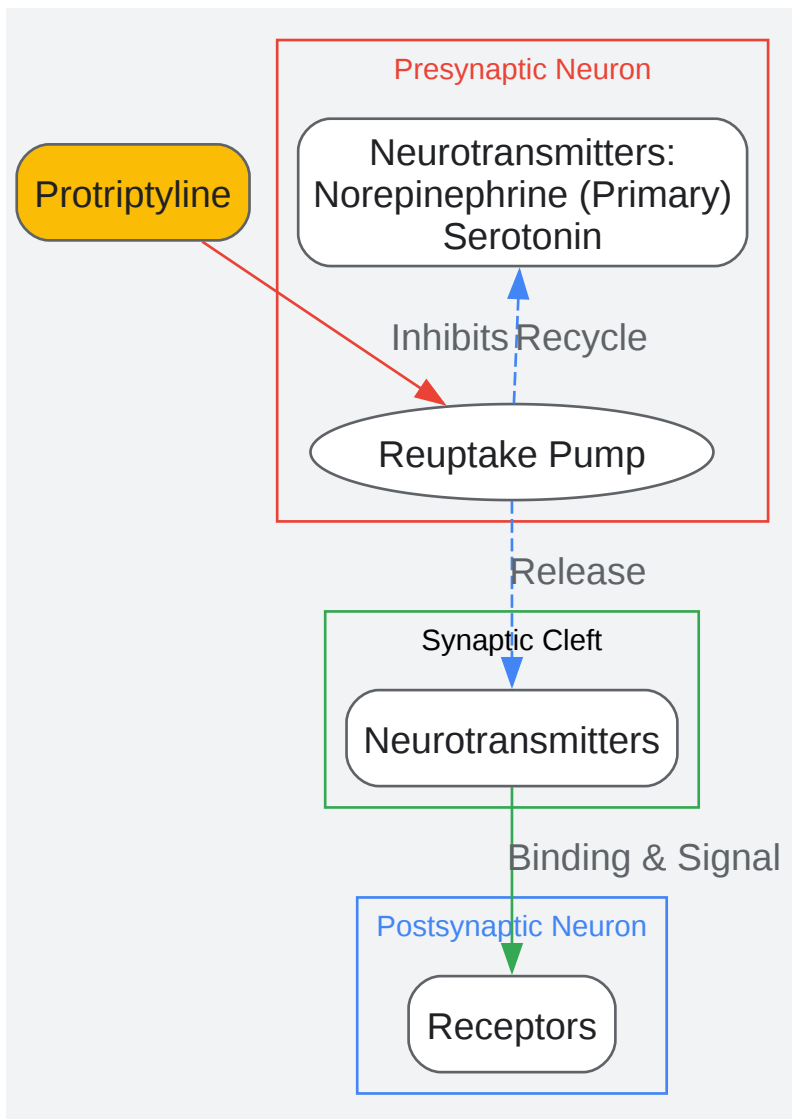 Presynaptic Neuron
Protriptyline
Neurotransmitters:
Norepinephrine (Primary)
Serotonin
Inhibits
Recycle
Reuptake Pump
Release
Synaptic Cleft
Neurotransmitters
Binding & Signal
Postsynaptic Neuron
Receptors